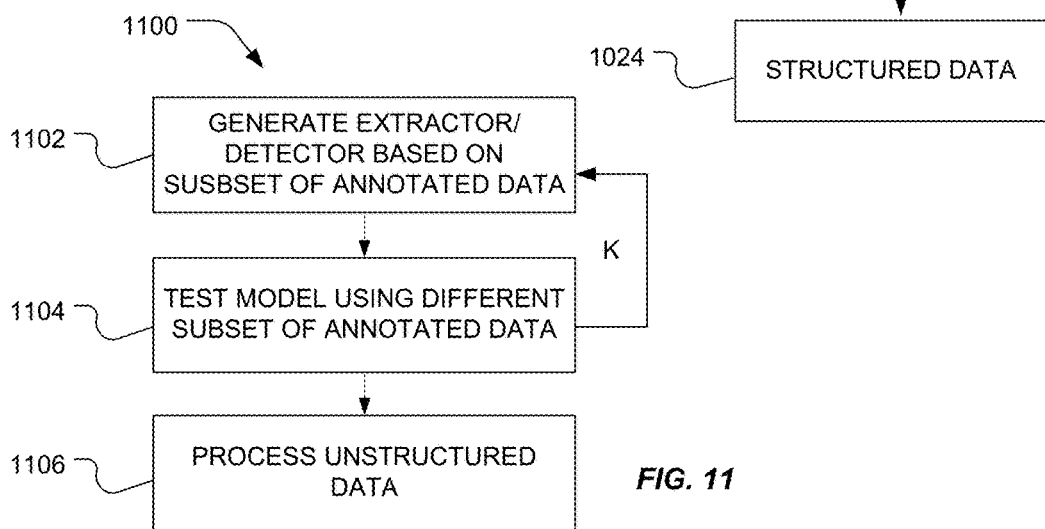 1100
1024
STRUCTURED DATA
1102
GENERATE EXTRACTOR/
DETECTOR BASED ON
SUSBSET OF ANNOTATED DATA
K
1104
TEST MODEL USING DIFFERENT
SUBSET OF ANNOTATED DATA
1106
PROCESS UNSTRUCTURED
DATA
FIG. 11